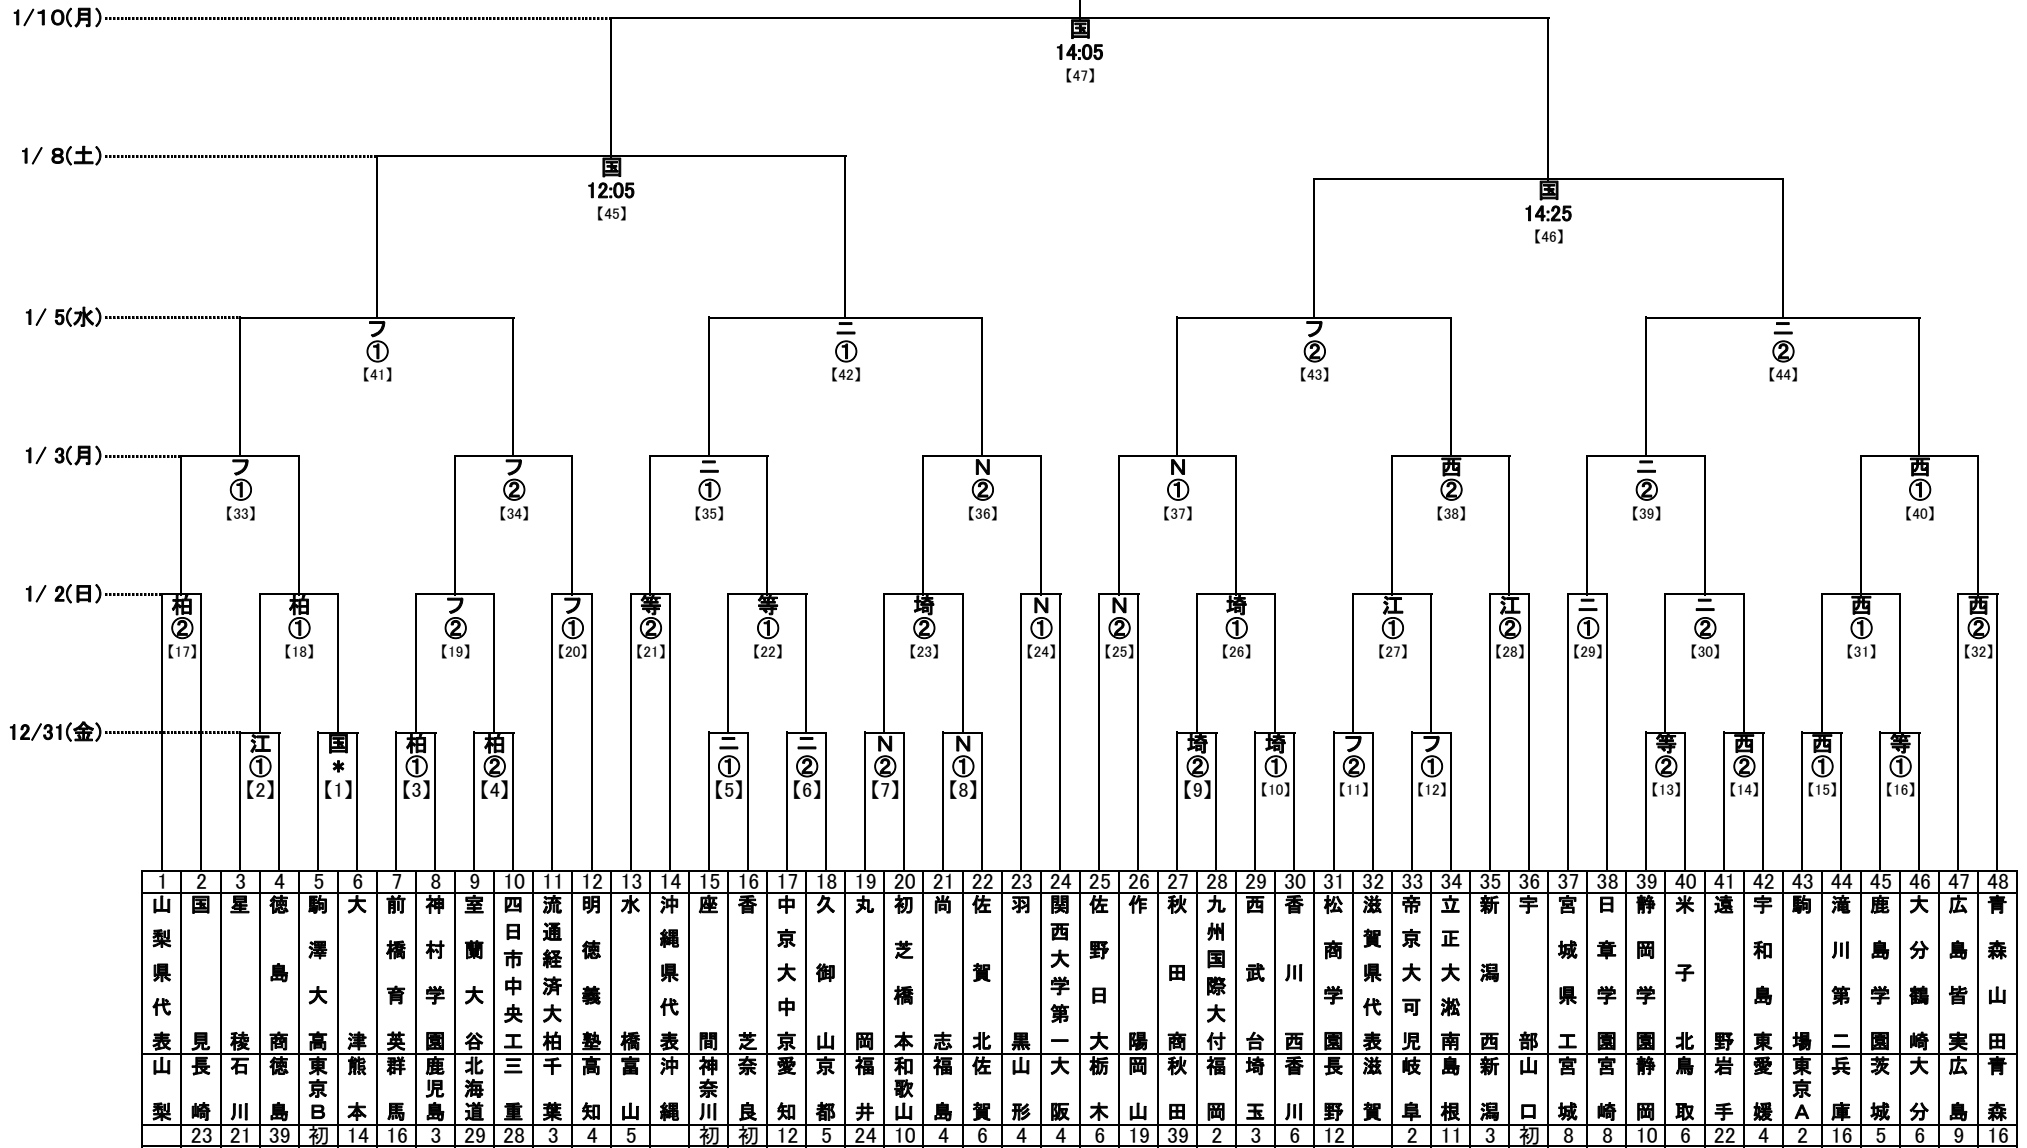 1/10(月)
国
14:05
【47】
1/ 8(土)
国
12:05
【45】
国
14:25
【46】
1/ 5(水)
フ ニ フ ニ
① ① ② ②
【41】 【42】 【43】 【44】
1/ 3(月)
フ フ ニ N N 西 ニ 西
① ② ① ② ① ② ② ①
【33】 【34】 【35】 【36】 【37】 【38】 【39】 【40】
1/ 2(日)
柏 柏 フ フ 等 等 埼 N N 埼 江 江 ニ ニ 西 西
② ① ② ① ② ① ② ① ② ① ① ② ① ② ① ②
【17】 【18】 【19】 【20】 【21】 【22】 【23】 【24】 【25】 【26】 【27】 【28】 【29】 【30】 【31】 【32】
12/31(金)
江 国 柏 柏 ニ ニ N N 埼 埼 フ フ 等 西 西 等
① * ① ② ① ② ② ① ② ① ② ① ② ② ① ①
【2】 【1】 【3】 【4】 【5】 【6】 【7】 【8】 【9】 【10】 【11】 【12】 【13】 【14】 【15】 【16】
1 山梨県代表 山梨
2 国見 長崎 23
3 星稜 石川 21
4 徳島商 徳島 39
5 駒澤大高 東京B 初
6 大津 熊本 14
7 前橋育英 群馬 16
8 神村学園 鹿児島 3
9 室蘭大谷 北海道 29
10 四日市中央工 三重 28
11 流通経済大柏 千葉 3
12 明徳義塾 高知 4
13 水橋 富山 5
14 沖縄県代表 沖縄
15 座間 神奈川 初
16 香芝 奈良 初
17 中京大中京 愛知 12
18 久御山 京都 5
19 丸岡 福井 24
20 初芝橋本 和歌山 10
21 尚志 福島 4
22 佐賀北 佐賀 6
23 羽黒 山形 4
24 関西大学第一 大阪 4
25 佐野日大 栃木 6
26 作陽 岡山 19
27 秋田商 秋田 39
28 九州国際大付 福岡 2
29 西武台 埼玉 3
30 香川西 香川 6
31 松商学園 長野 12
32 滋賀県代表 滋賀
33 帝京大可児 岐阜 2
34 立正大淞南 島根 11
35 新潟西 新潟 3
36 宇部 山口 初
37 宮城県工 宮城 8
38 日章学園 宮崎 8
39 静岡学園 静岡 10
40 米子北 鳥取 6
41 遠野 岩手 22
42 宇和島東 愛媛 4
43 駒場 東京A 2
44 滝川第二 兵庫 16
45 鹿島学園 茨城 5
46 大分鶴崎 大分 6
47 広島皆実 広島 9
48 青森山田 青森 16